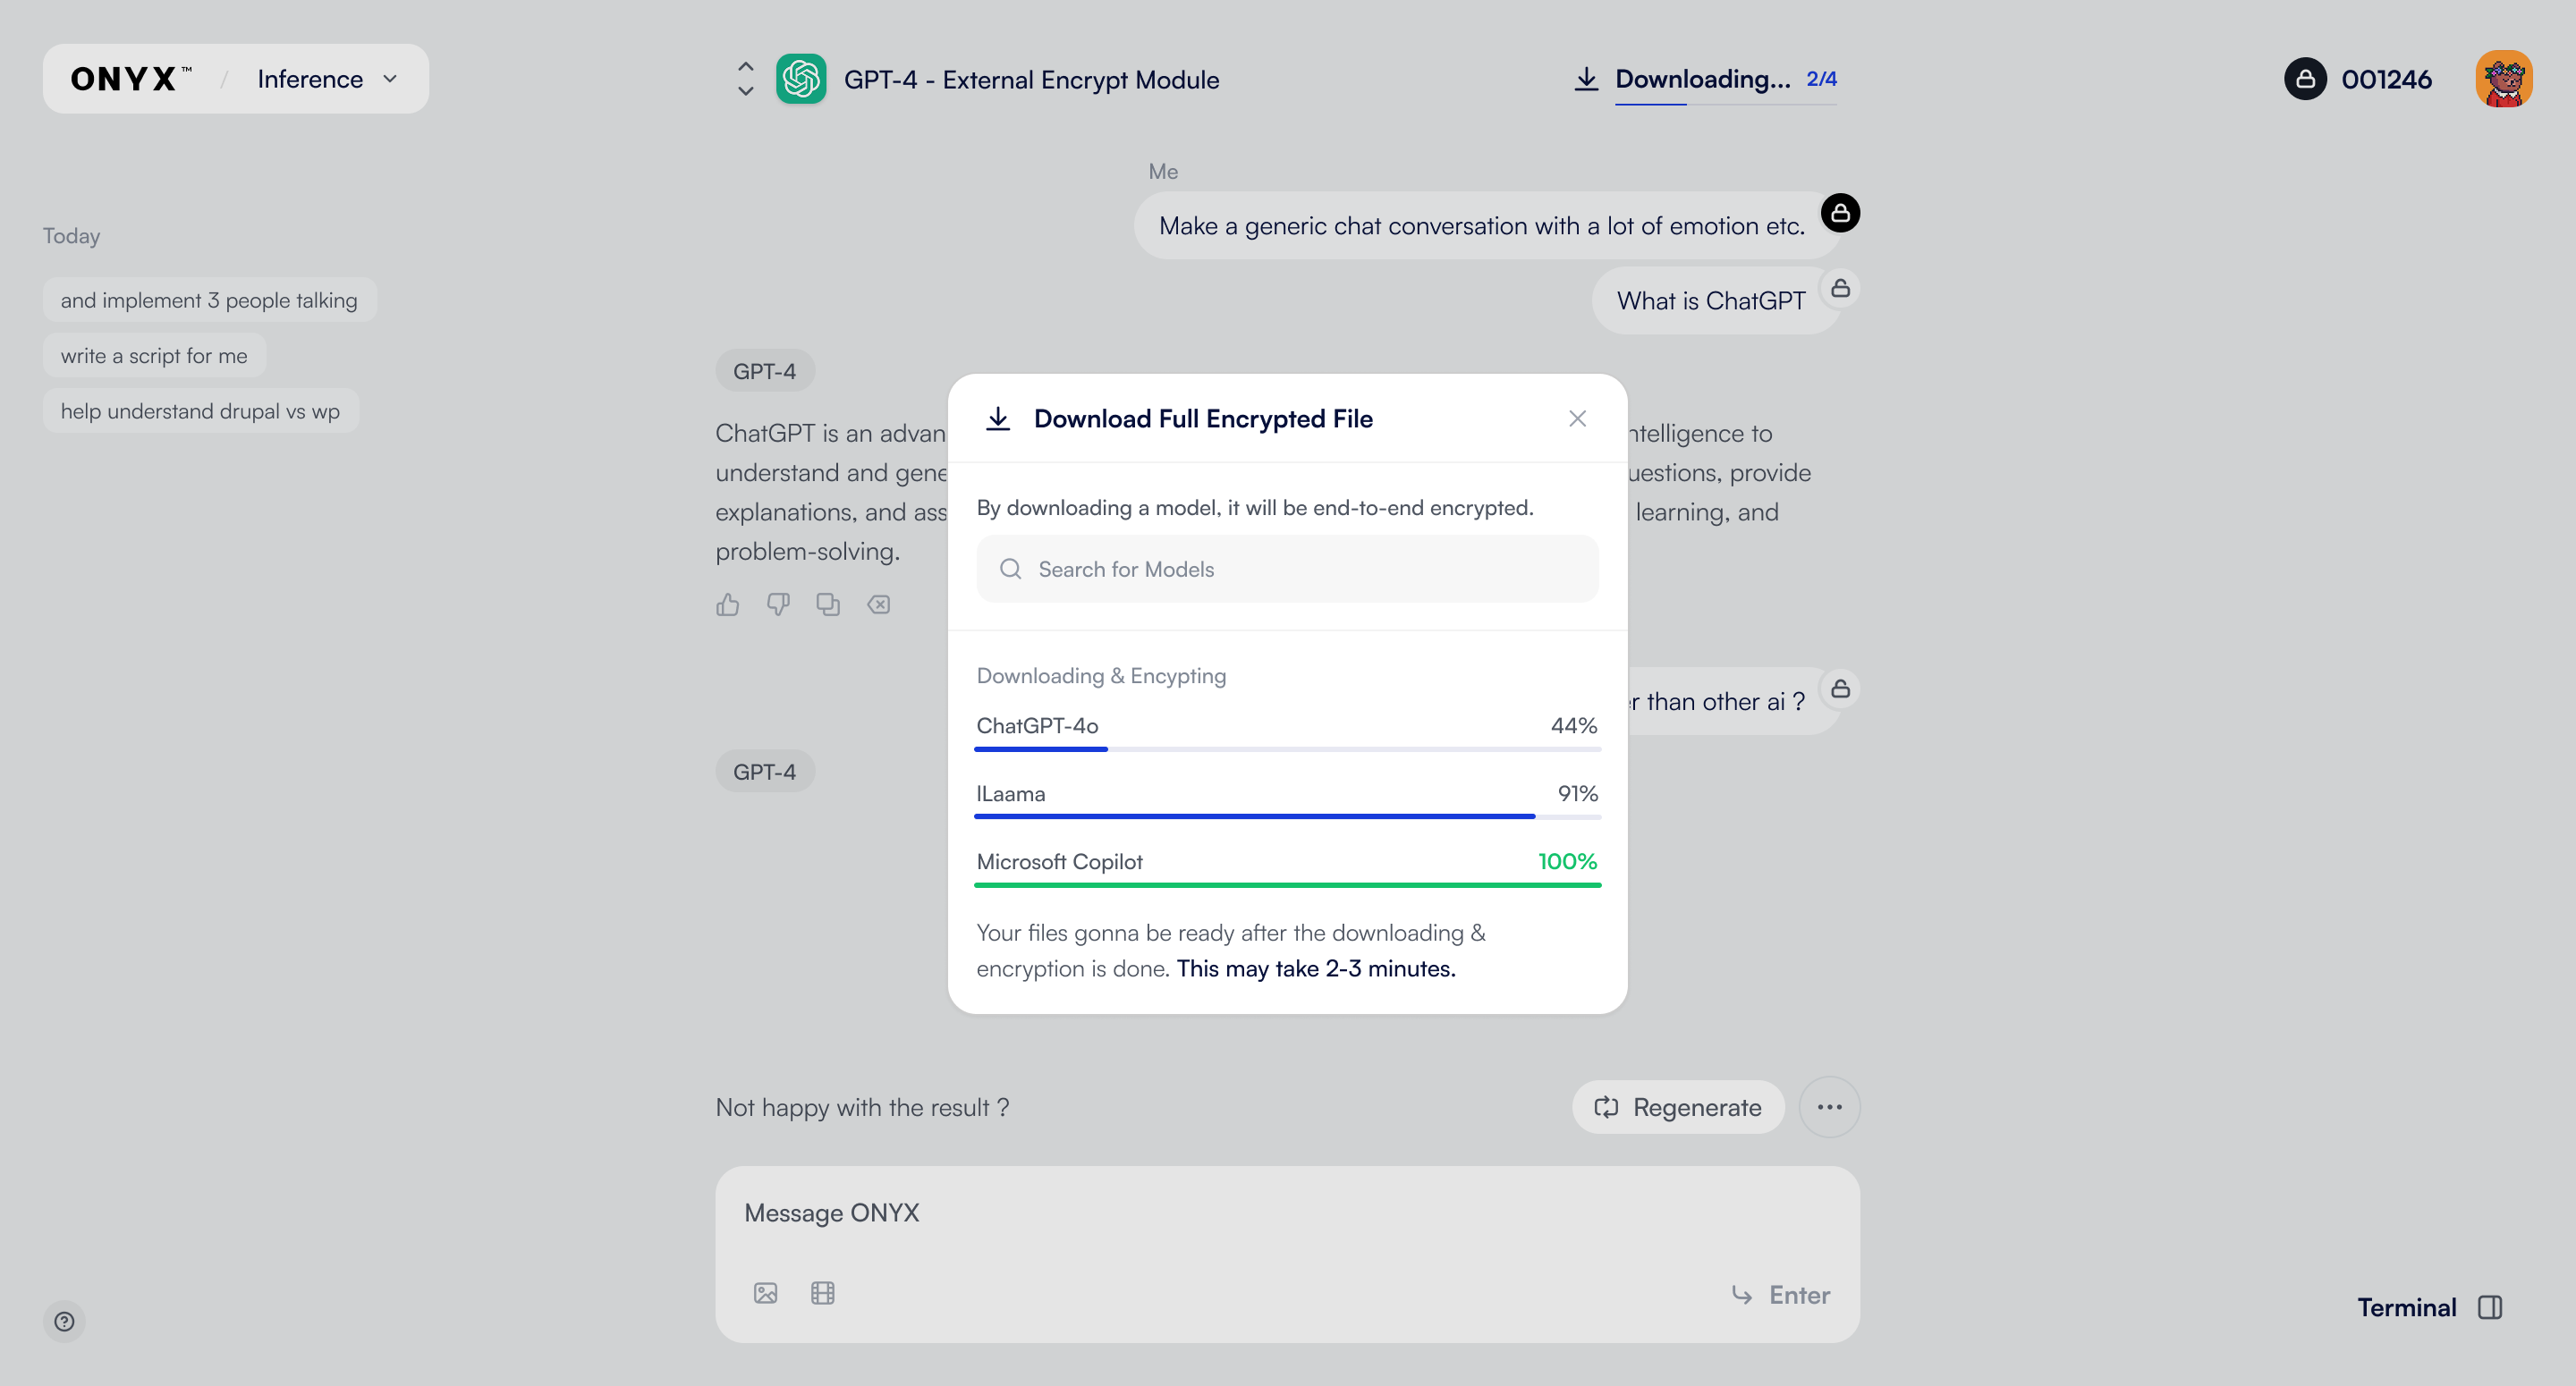 ONYX™ / Inference
GPT-4 - External Encrypt Module
Downloading... 2/4
001246
Today
and implement 3 people talking
write a script for me
help understand drupal vs wp
Me
Make a generic chat conversation with a lot of emotion etc.
What is ChatGPT
GPT-4
ChatGPT is an advan ntelligence to
understand and gene uestions, provide
explanations, and ass learning, and
problem-solving.
r than other ai ?
GPT-4
Download Full Encrypted File
By downloading a model, it will be end-to-end encrypted.
Search for Models
Downloading & Encypting
ChatGPT-4o 44%
lLaama 91%
Microsoft Copilot 100%
Your files gonna be ready after the downloading &
encryption is done. This may take 2-3 minutes.
Not happy with the result ?
Regenerate
Message ONYX
Enter
Terminal